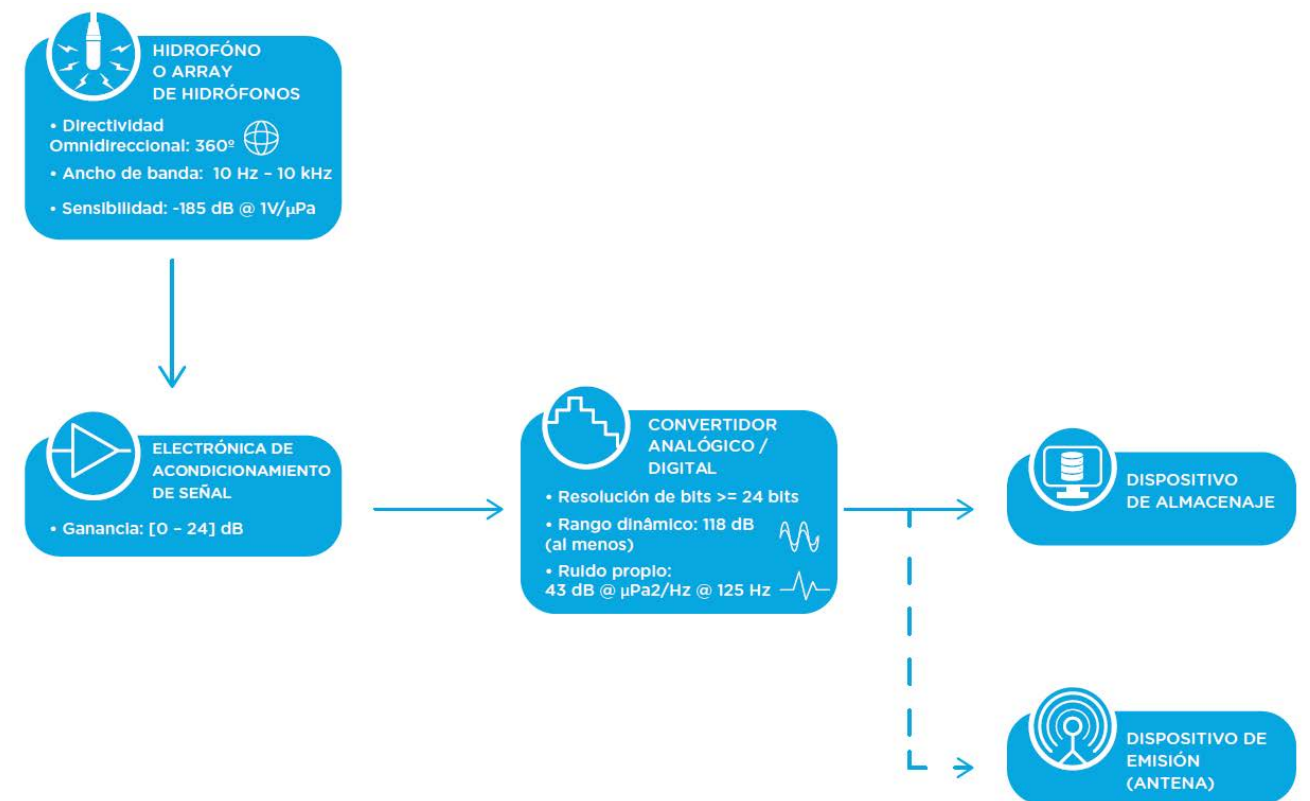 HIDROFÓNO
O ARRAY
DE HIDRÓFONOS
• Directividad
Omnidireccional: 360º
• Ancho de banda: 10 Hz – 10 kHz
• Sensibilidad: -185 dB @ 1V/µPa
ELECTRÓNICA DE
ACONDICIONAMIENTO
DE SEÑAL
• Ganancia: [0 – 24] dB
CONVERTIDOR
ANALÓGICO /
DIGITAL
• Resolución de bits >= 24 bits
• Rango dinâmico: 118 dB
(al menos)
• Ruido propio:
43 dB @ µPa2/Hz @ 125 Hz
DISPOSITIVO
DE ALMACENAJE
DISPOSITIVO DE
EMISIÓN
(ANTENA)